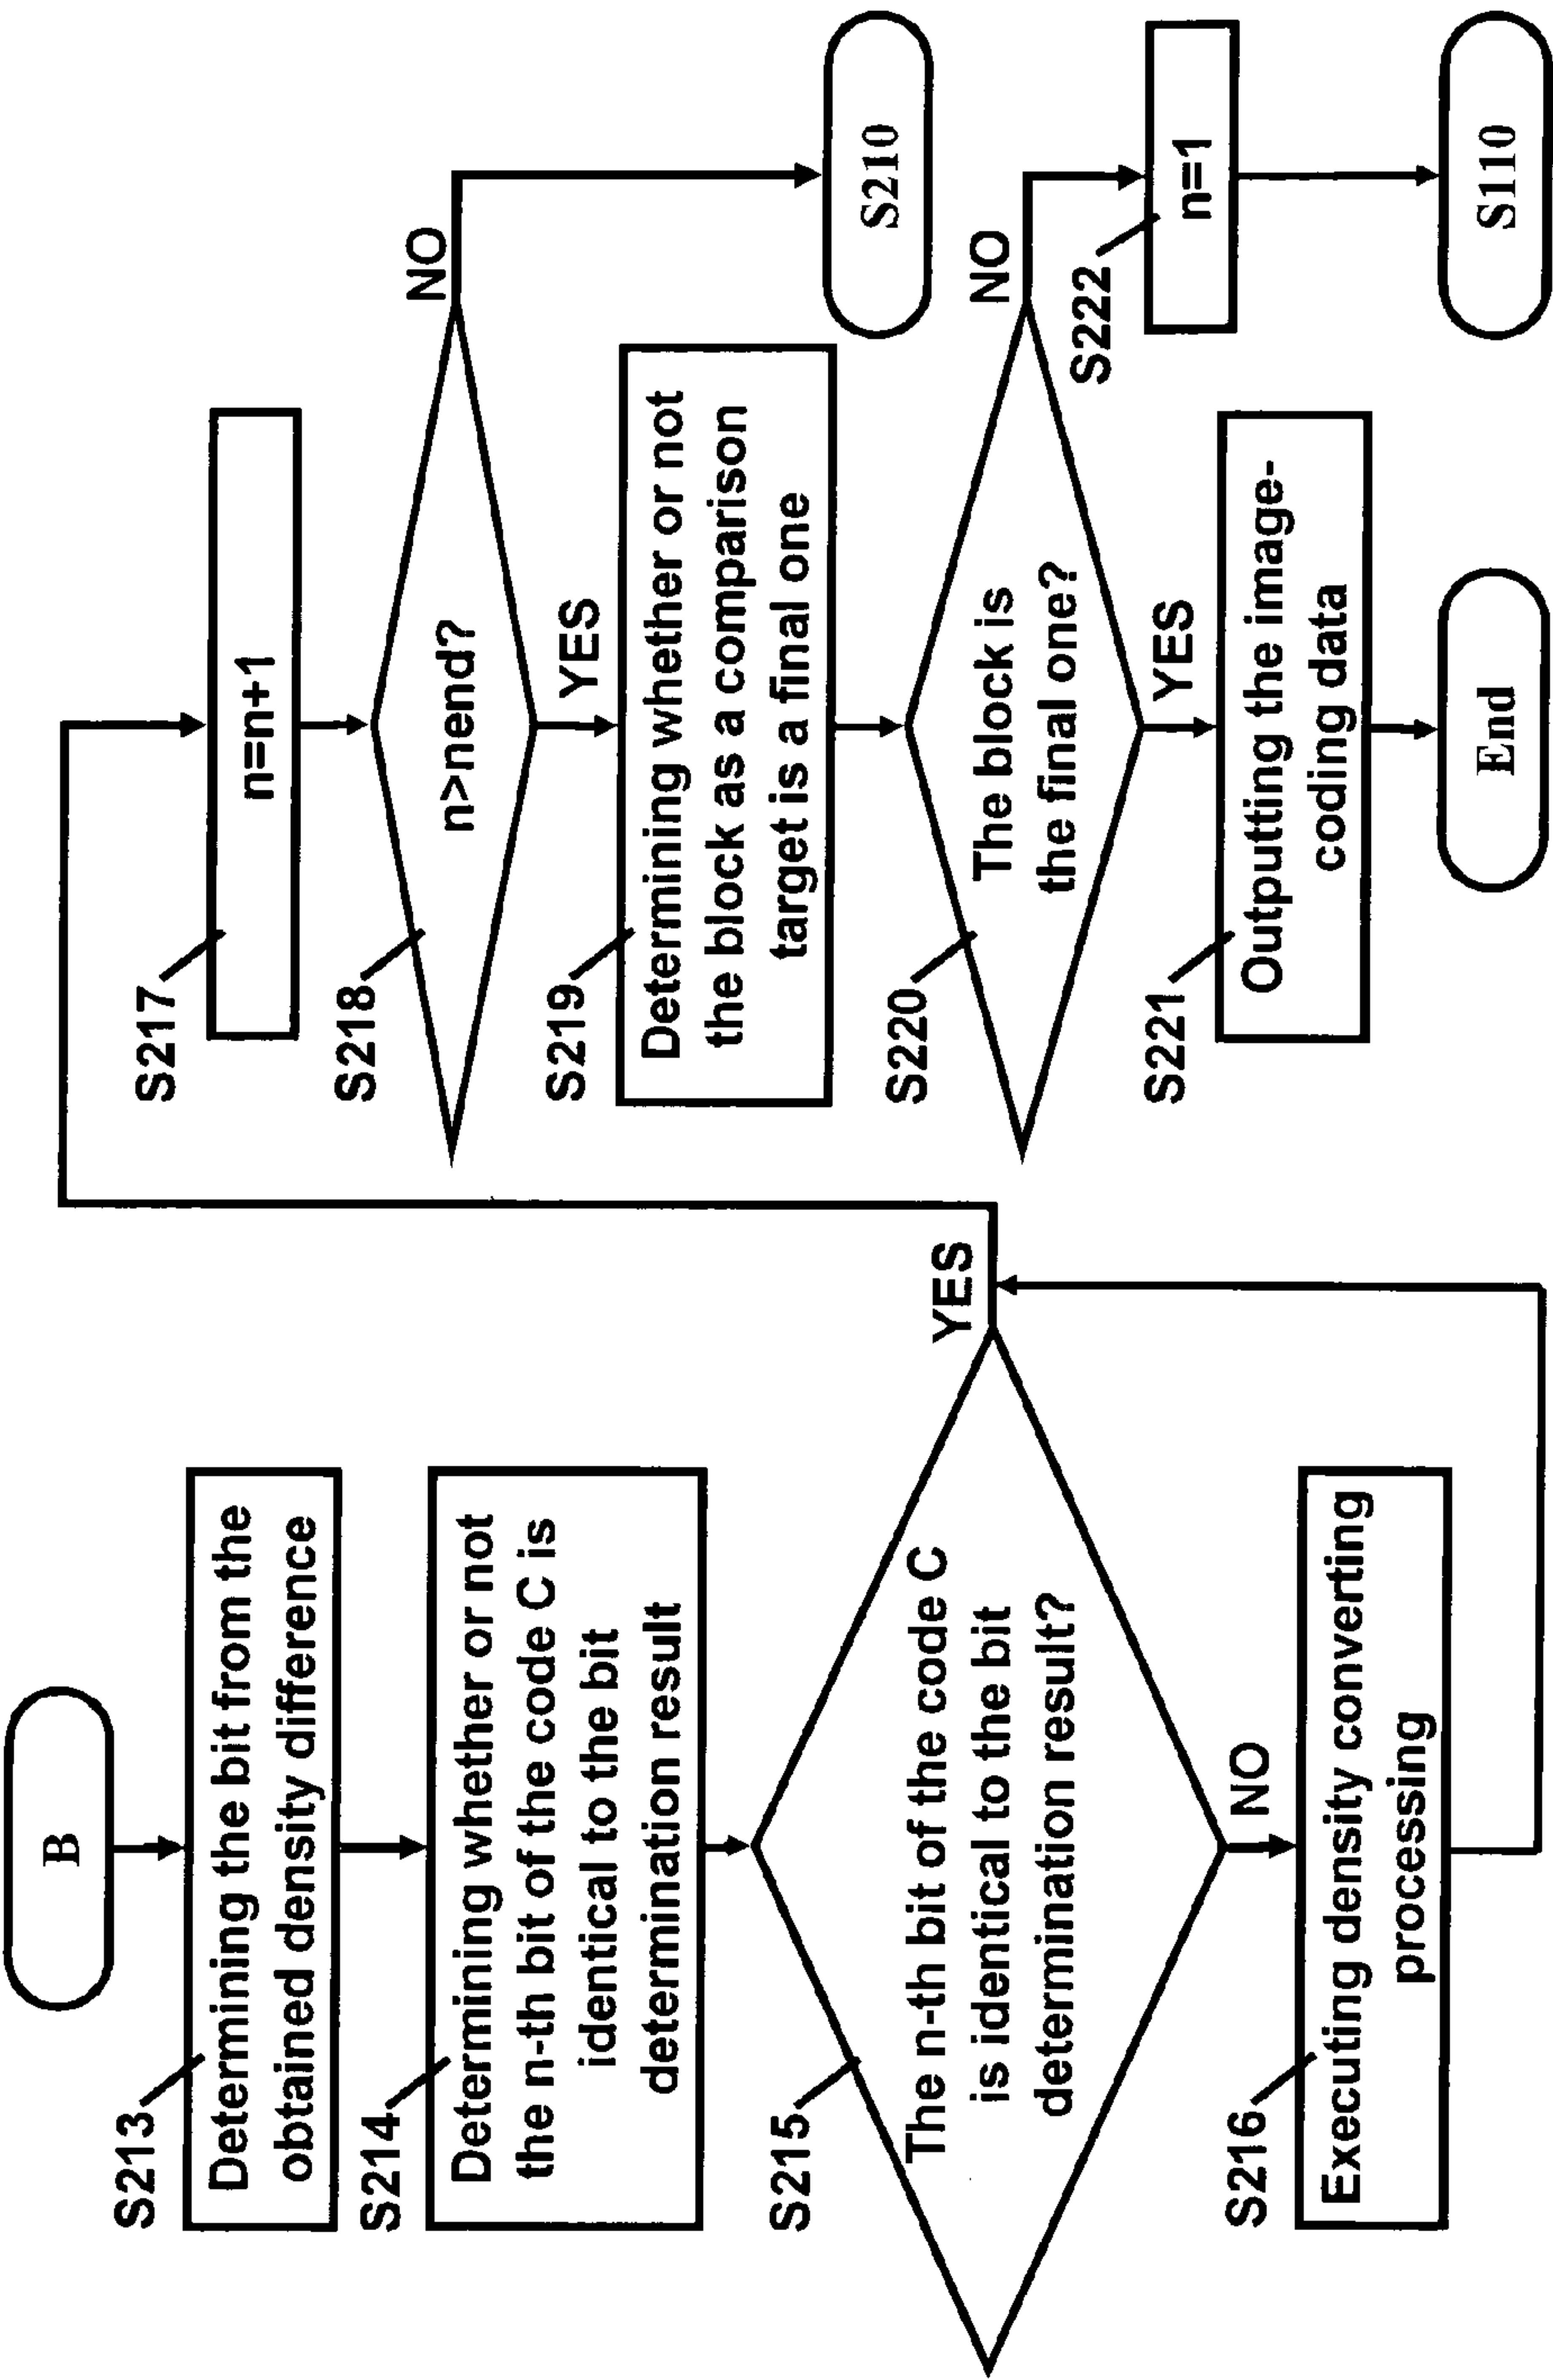 B
S213
Determining the bit from the
obtained density difference
S214
Determining whether or not
the n-th bit of the code C is
identical to the bit
determination result
S215
The n-th bit of the code C
is identical to the bit
determination result?
YES
NO
S216
Executing density converting
processing
S217
n=n+1
S218
n>nend?
NO
YES
S210
S219
Determining whether or not
the block as a comparison
target is a final one
S220
The block is
the final one?
NO
YES
S222
n=1
S221
Outputting the image-
coding data
End
S110